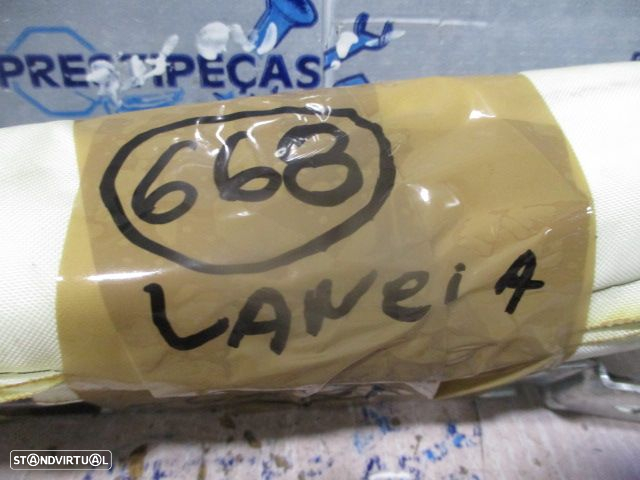 PRESTIPEÇAS
668
LANCIA
STANDVIRTUAL